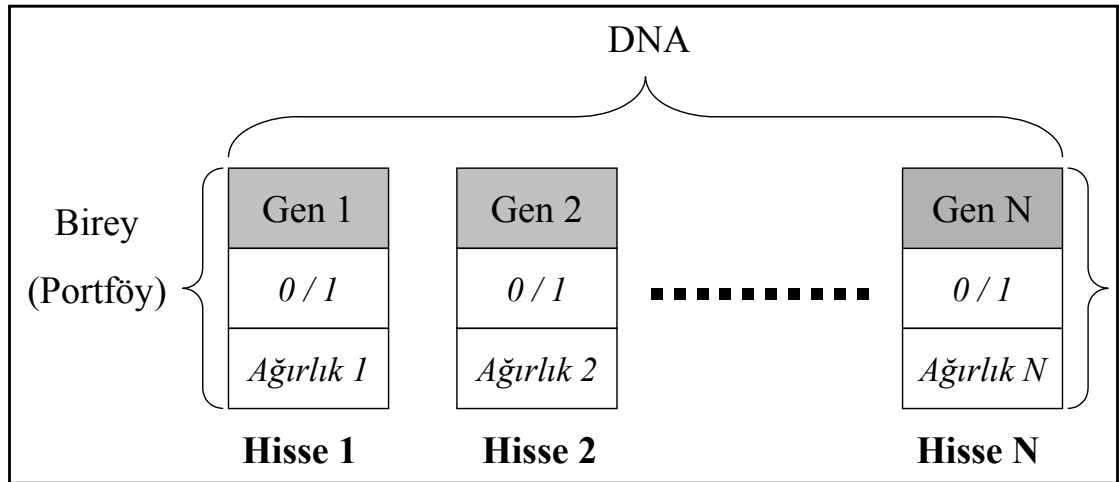 DNA
Birey
(Portföy)
Gen 1 Gen 2 Gen N
0 / 1 0 / 1 0 / 1
Ağırlık 1 Ağırlık 2 Ağırlık N
Hisse 1 Hisse 2 Hisse N